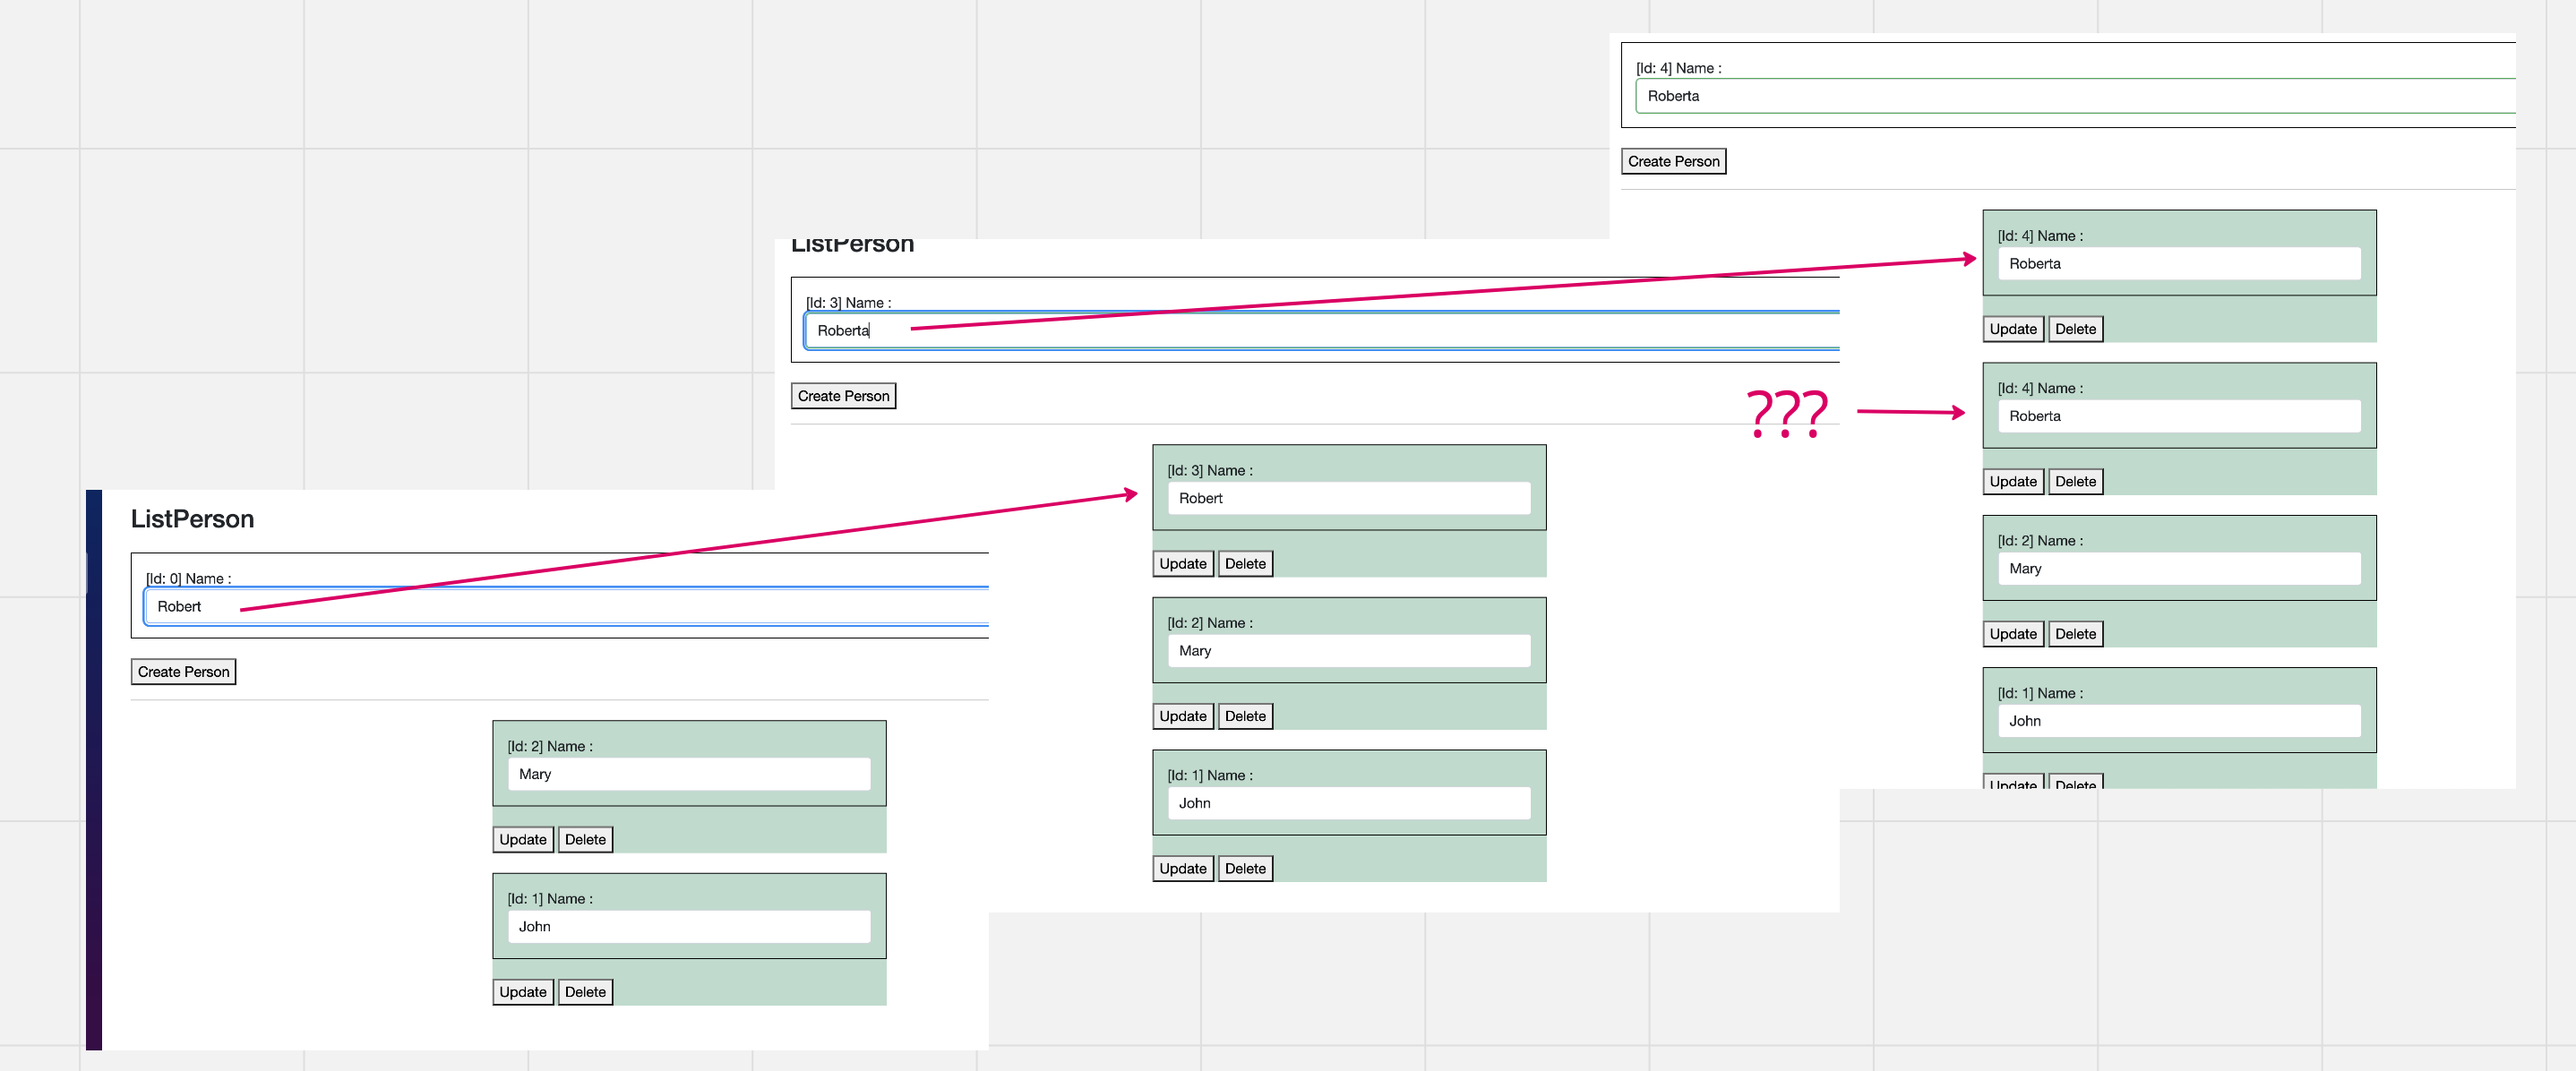 ListPerson
[Id: 0] Name :
Robert
Create Person
[Id: 2] Name :
Mary
Update Delete
[Id: 1] Name :
John
Update Delete
ListPerson
[Id: 3] Name :
Roberta
Create Person
[Id: 3] Name :
Robert
Update Delete
[Id: 2] Name :
Mary
Update Delete
[Id: 1] Name :
John
Update Delete
???
[Id: 4] Name :
Roberta
Create Person
[Id: 4] Name :
Roberta
Update Delete
[Id: 4] Name :
Roberta
Update Delete
[Id: 2] Name :
Mary
Update Delete
[Id: 1] Name :
John
Update Delete